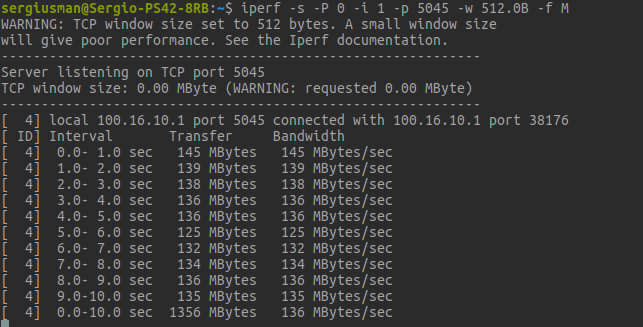 sergiusman@Sergio-PS42-8RB:~$ iperf -s -P 0 -i 1 -p 5045 -w 512.0B -f M
WARNING: TCP window size set to 512 bytes. A small window size
will give poor performance. See the Iperf documentation.
------------------------------------------------------------
Server listening on TCP port 5045
TCP window size: 0.00 MByte (WARNING: requested 0.00 MByte)
------------------------------------------------------------
[  4] local 100.16.10.1 port 5045 connected with 100.16.10.1 port 38176
[ ID] Interval       Transfer     Bandwidth
[  4]  0.0- 1.0 sec   145 MBytes   145 MBytes/sec
[  4]  1.0- 2.0 sec   139 MBytes   139 MBytes/sec
[  4]  2.0- 3.0 sec   138 MBytes   138 MBytes/sec
[  4]  3.0- 4.0 sec   136 MBytes   136 MBytes/sec
[  4]  4.0- 5.0 sec   136 MBytes   136 MBytes/sec
[  4]  5.0- 6.0 sec   125 MBytes   125 MBytes/sec
[  4]  6.0- 7.0 sec   132 MBytes   132 MBytes/sec
[  4]  7.0- 8.0 sec   134 MBytes   134 MBytes/sec
[  4]  8.0- 9.0 sec   136 MBytes   136 MBytes/sec
[  4]  9.0-10.0 sec   135 MBytes   135 MBytes/sec
[  4]  0.0-10.0 sec  1356 MBytes   136 MBytes/sec